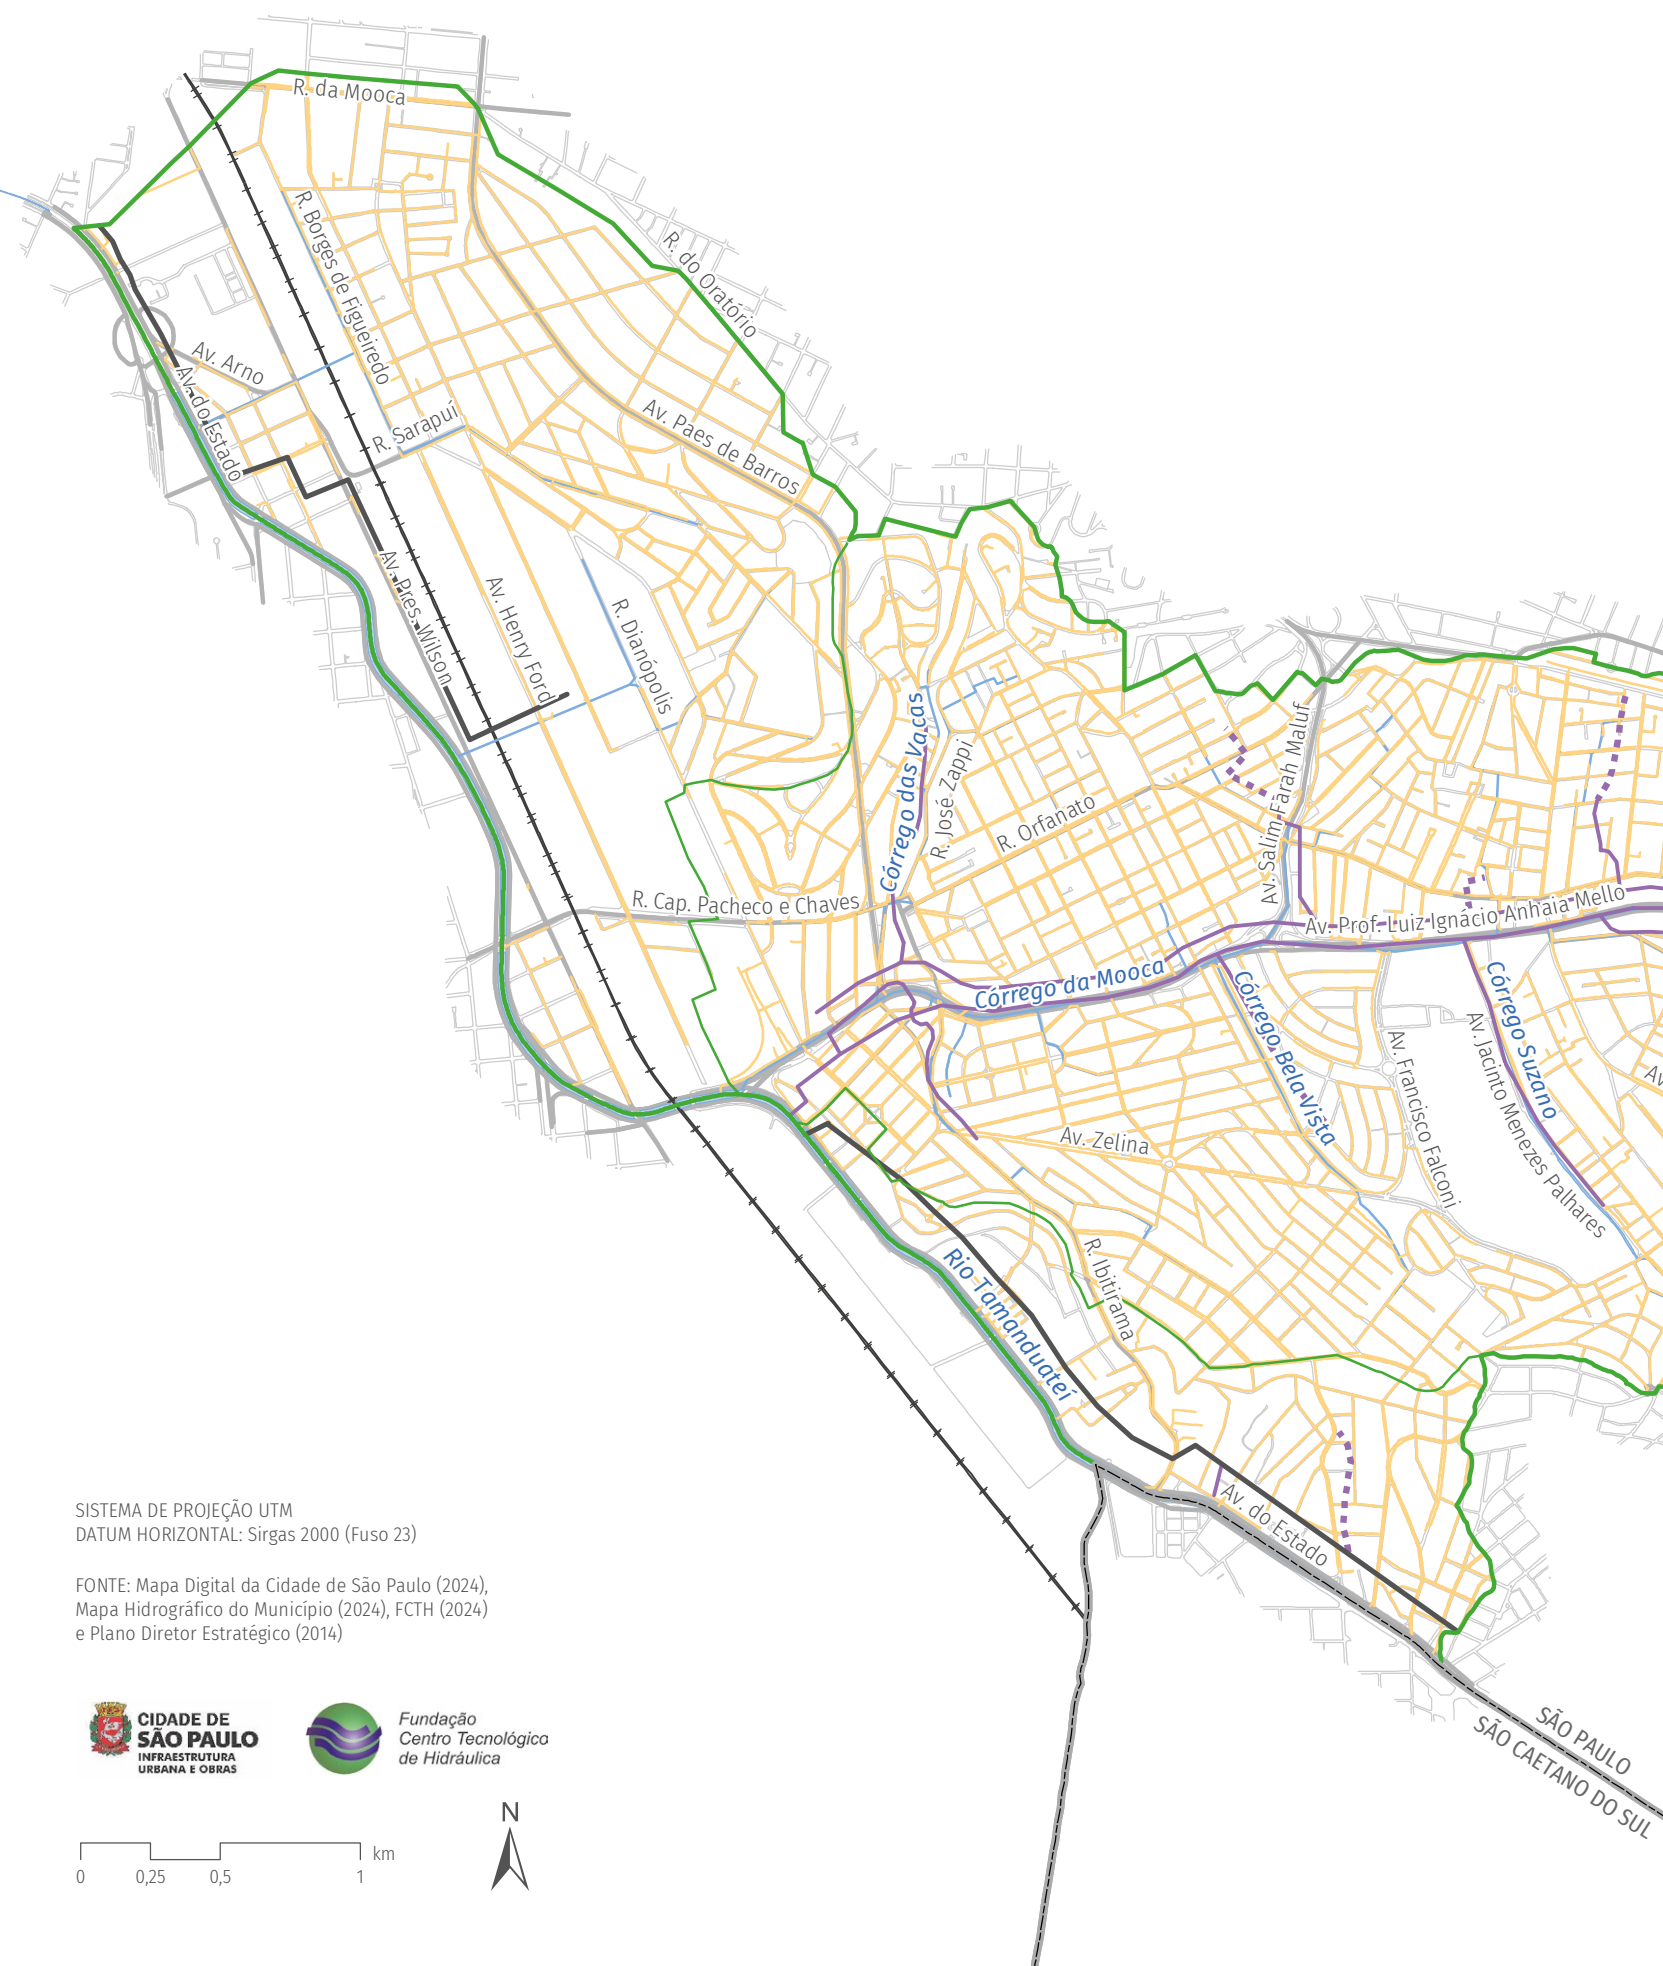 R. da Mooca
R. do Oratório
R. Borges de Figueiredo
Av. Arno
Av. do Estado
R. Sarapuí
Av. Paes de Barros
Av. Pres. Wilson
Av. Henry Ford
R. Dianópolis
Córrego das Vacas
R. José Zappi
R. Orfanato
Av. Salim Farah Maluf
R. Cap. Pacheco e Chaves
Av. Prof. Luiz Ignácio Anhaia Mello
Córrego da Mooca
Córrego Bela Vista
Córrego Suzano
Av. Francisco Falconi
Av. Jacinto Menezes Palhares
Av
Av. Zelina
R. Ibitirama
Rio Tamanduateí
Av. do Estado
SÃO PAULO
SÃO CAETANO DO SUL
SISTEMA DE PROJEÇÃO UTM
DATUM HORIZONTAL: Sirgas 2000 (Fuso 23)
FONTE: Mapa Digital da Cidade de São Paulo (2024),
Mapa Hidrográfico do Município (2024), FCTH (2024)
e Plano Diretor Estratégico (2014)
CIDADE DE
SÃO PAULO
INFRAESTRUTURA
URBANA E OBRAS
Fundação
Centro Tecnológico
de Hidráulica
N
km
0 0,25 0,5 1